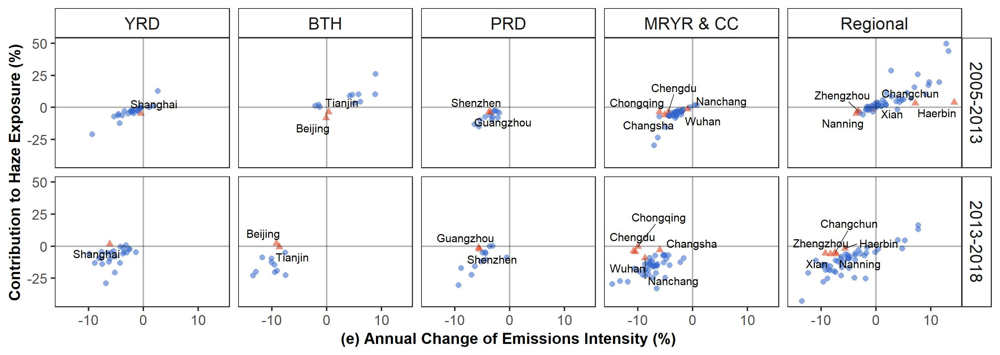 YRD
BTH
PRD
MRYR & CC
Regional
Contribution to Haze Exposure (%)
50
25
0
-25
Shanghai
Tianjin
Beijing
Shenzhen
Guangzhou
Chengdu
Chongqing
Nanchang
Changsha
Wuhan
Zhengzhou
Changchun
Xian
Haerbin
Nanning
2005-2013
50
25
0
-25
Shanghai
Beijing
Tianjin
Guangzhou
Shenzhen
Chongqing
Chengdu
Changsha
Wuhan
Nanchang
Changchun
Zhengzhou
Haerbin
Xian
Nanning
2013-2018
-10 0 10
-10 0 10
-10 0 10
-10 0 10
-10 0 10
(e) Annual Change of Emissions Intensity (%)